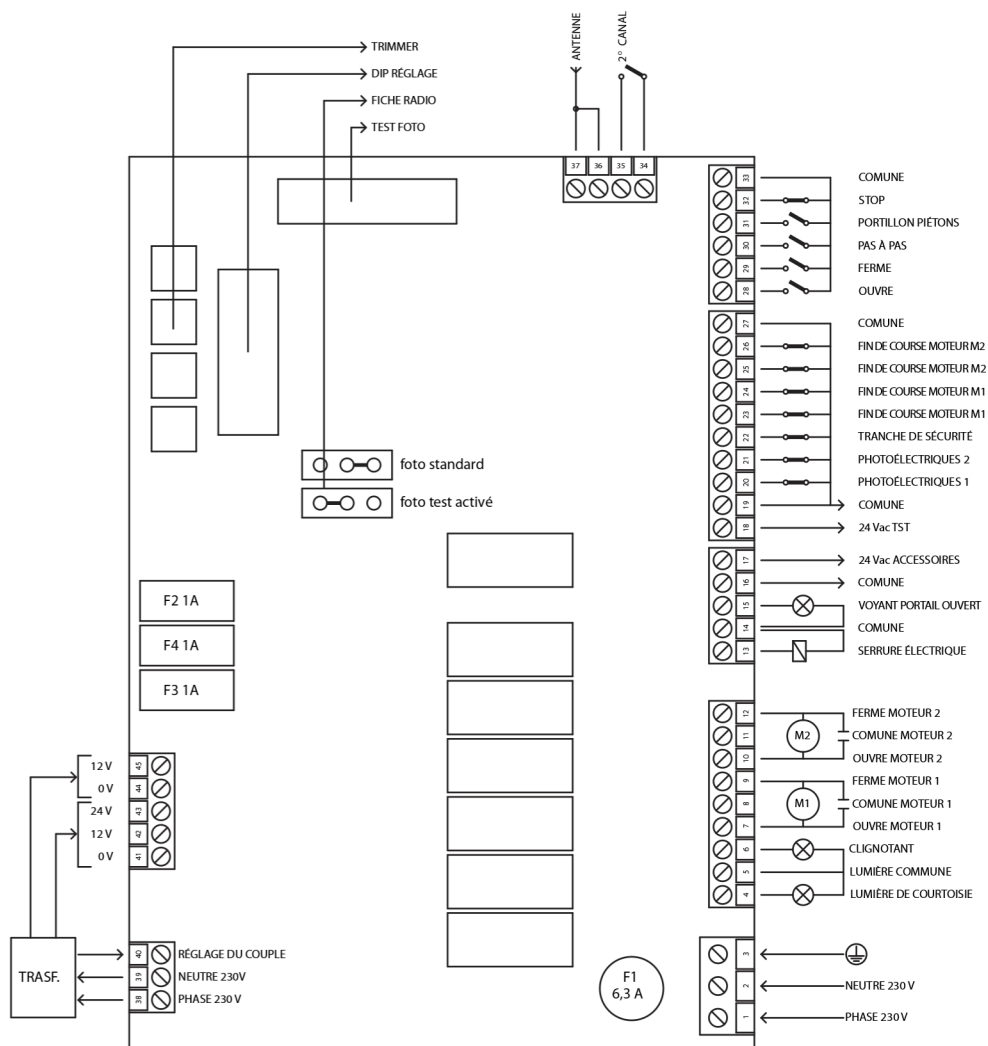 TRIMMER
DIP RÉGLAGE
FICHE RADIO
TEST FOTO
ANTENNE
2° CANAL
37 36 35 34
33 COMUNE
32 STOP
31 PORTILLON PIÉTONS
30 PAS À PAS
29 FERME
28 OUVRE
27 COMUNE
26 FIN DE COURSE MOTEUR M2
25 FIN DE COURSE MOTEUR M2
24 FIN DE COURSE MOTEUR M1
23 FIN DE COURSE MOTEUR M1
22 TRANCHE DE SÉCURITÉ
21 PHOTOÉLECTRIQUES 2
20 PHOTOÉLECTRIQUES 1
19 COMUNE
18 24 Vac TST
17 24 Vac ACCESSOIRES
16 COMUNE
15 VOYANT PORTAIL OUVERT
14 COMUNE
13 SERRURE ÉLECTRIQUE
12 FERME MOTEUR 2
11 M2 COMUNE MOTEUR 2
10 OUVRE MOTEUR 2
9 FERME MOTEUR 1
8 M1 COMUNE MOTEUR 1
7 OUVRE MOTEUR 1
6 CLIGNOTANT
5 LUMIÈRE COMMUNE
4 LUMIÈRE DE COURTOISIE
3
2 NEUTRE 230 V
1 PHASE 230 V
foto standard
foto test activé
F2 1A
F4 1A
F3 1A
12 V 45
0 V 44
24 V 43
12 V 42
0 V 41
TRASF.
40 RÉGLAGE DU COUPLE
39 NEUTRE 230V
38 PHASE 230 V
F1
6,3 A